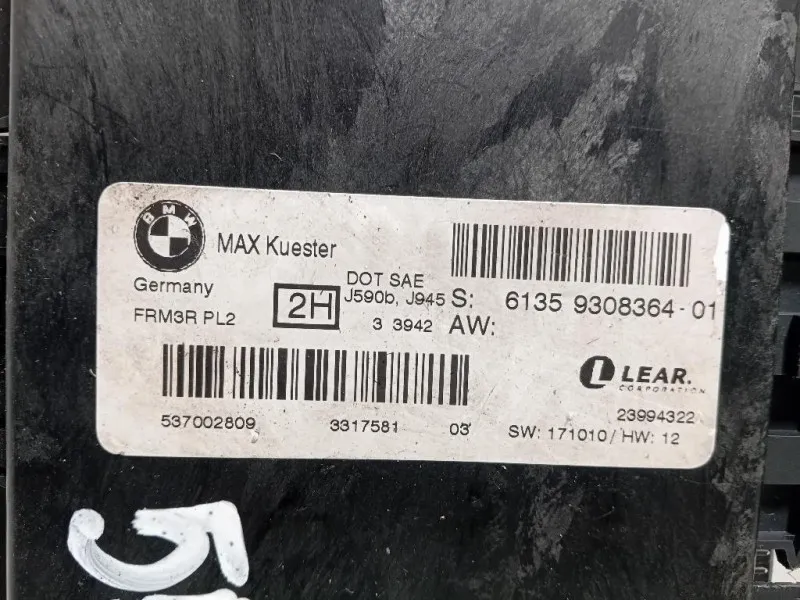 BMW
MAX Kuester
Germany
FRM3R PL2
2H
DOT SAE
J590b, J945
3 3942
S: 6135 9308364-01
AW:
LEAR.
CORPORATION
537002809 3317581 03
23994322
SW: 171010/HW: 12